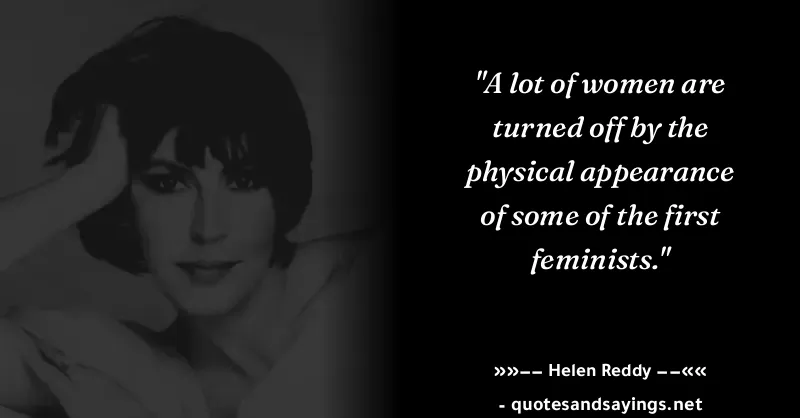 "A lot of women are
turned off by the
physical appearance
of some of the first
feminists."
»»−− Helen Reddy −−««
- quotesandsayings.net